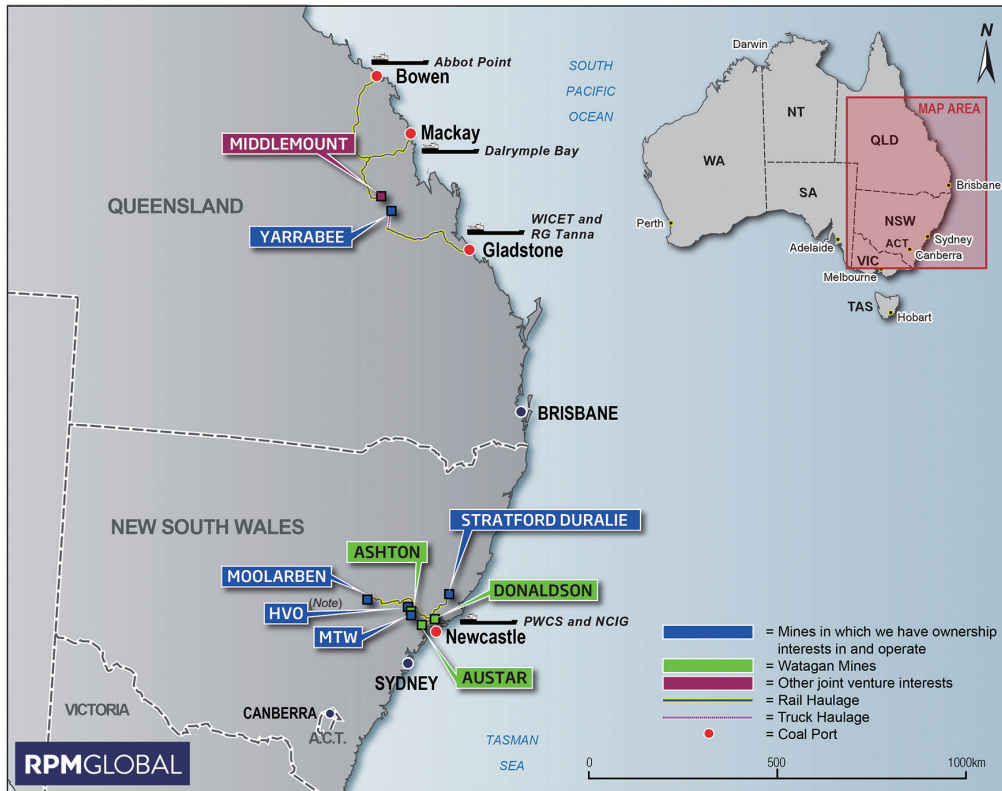 Abbot Point
Bowen
SOUTH
PACIFIC
OCEAN
Mackay
Dalrymple Bay
MIDDLEMOUNT
QUEENSLAND
YARRABEE
WICET and
RG Tanna
Gladstone
BRISBANE
NEW SOUTH WALES
STRATFORD DURALIE
ASHTON
MOOLARBEN
DONALDSON
HVO
(Note)
MTW
PWCS and NCIG
Newcastle
AUSTAR
SYDNEY
VICTORIA
CANBERRA
A.C.T.
TASMAN
SEA
RPMGLOBAL
N
Darwin
MAP AREA
NT
QLD
WA
SA
Brisbane
NSW
Perth
Adelaide
ACT
Sydney
Canberra
VIC
Melbourne
TAS
Hobart
= Mines in which we have ownership
interests in and operate
= Watagan Mines
= Other joint venture interests
= Rail Haulage
= Truck Haulage
= Coal Port
0 500 1000km